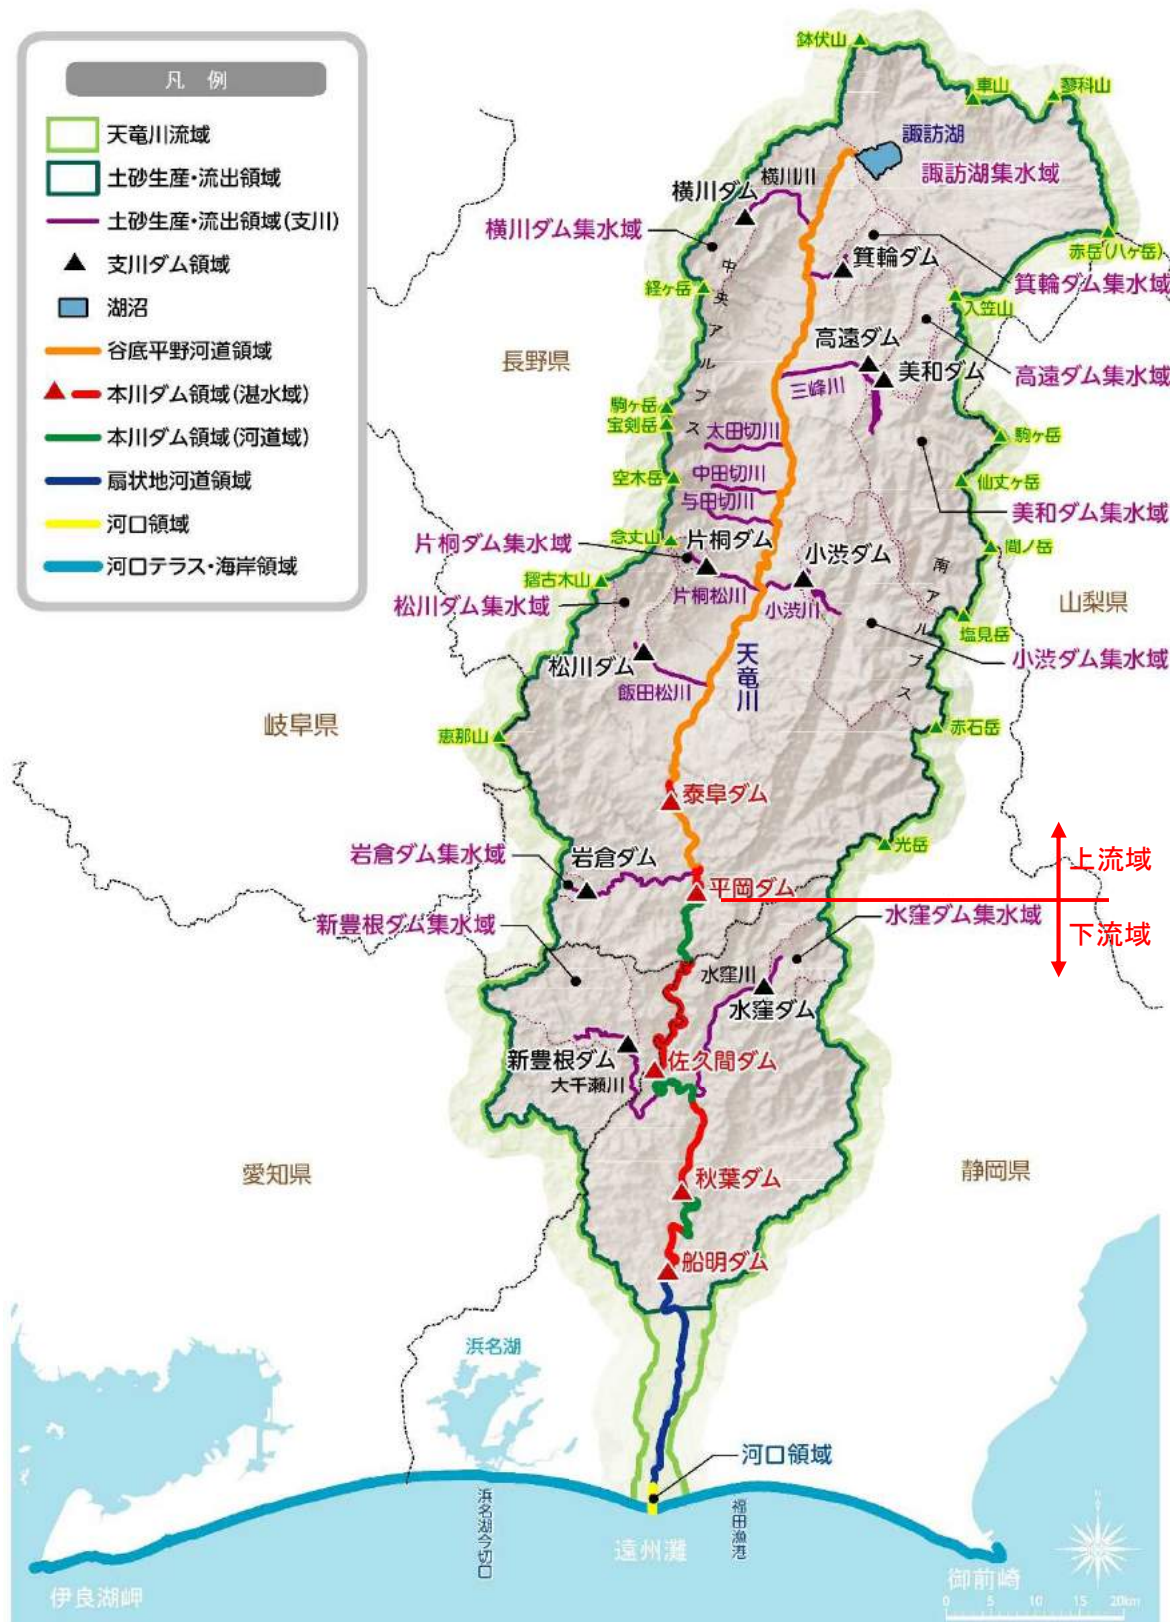 凡 例
天竜川流域
土砂生産・流出領域
土砂生産・流出領域(支川)
支川ダム領域
湖沼
谷底平野河道領域
本川ダム領域(湛水域)
本川ダム領域(河道域)
扇状地河道領域
河口領域
河口テラス・海岸領域
鉢伏山
車山
蓼科山
諏訪湖
諏訪湖集水域
横川川
横川ダム
横川ダム集水域
赤岳(八ヶ岳)
箕輪ダム
箕輪ダム集水域
中央アルプス
経ヶ岳
入笠山
長野県
高遠ダム
美和ダム
高遠ダム集水域
三峰川
駒ヶ岳
宝剣岳
太田切川
駒ヶ岳
空木岳
中田切川
仙丈ヶ岳
与田切川
美和ダム集水域
念丈山
片桐ダム集水域
片桐ダム
小渋ダム
間ノ岳
南アルプス
摺古木山
松川ダム集水域
片桐松川
小渋川
山梨県
塩見岳
松川ダム
天竜川
小渋ダム集水域
飯田松川
岐阜県
恵那山
赤石岳
泰阜ダム
光岳
上流域
岩倉ダム集水域
岩倉ダム
平岡ダム
新豊根ダム集水域
水窪ダム集水域
下流域
水窪川
水窪ダム
新豊根ダム
佐久間ダム
大千瀬川
愛知県
秋葉ダム
静岡県
船明ダム
浜名湖
河口領域
浜名湖今切口
福田漁港
遠州灘
伊良湖岬
御前崎
N
0 5 10 15 20km